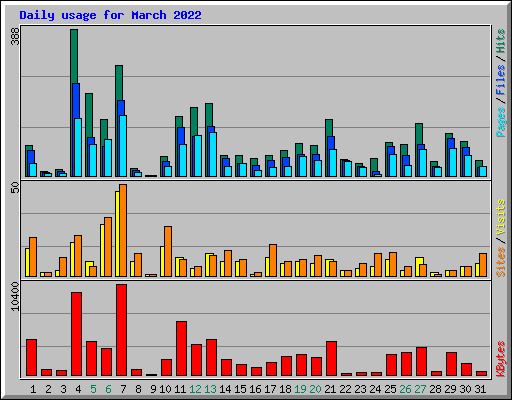 Daily usage for March 2022
388
Pages / Files / Hits
50
Sites / Visits
10400
KBytes
1 2 3 4 5 6 7 8 9 10 11 12 13 14 15 16 17 18 19 20 21 22 23 24 25 26 27 28 29 30 31